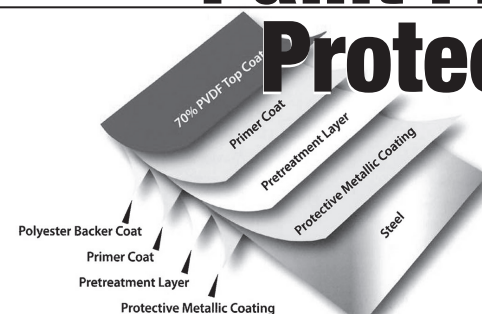 Protec
70% PVDF Top Coat
Primer Coat
Pretreatment Layer
Protective Metallic Coating
Steel
Polyester Backer Coat
Primer Coat
Pretreatment Layer
Protective Metallic Coating